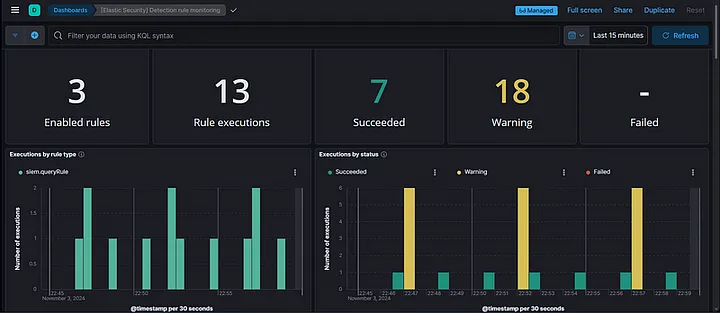 D Dashboards [Elastic Security] Detection rule monitoring Managed Full screen Share Duplicate Reset
Filter your data using KQL syntax Last 15 minutes Refresh
3 13 7 18 -
Enabled rules Rule executions Succeeded Warning Failed
Executions by rule type Executions by status
siem.queryRule Succeeded Warning Failed
Number of executions
2
1.5
1
0.5
0
22:45 22:50 22:55
November 3, 2024
@timestamp per 30 seconds
Number of executions
6
5
4
3
2
1
0
22:45 22:46 22:47 22:48 22:49 22:50 22:51 22:52 22:53 22:54 22:55 22:56 22:57 22:58 22:59
November 3, 2024
@timestamp per 30 seconds